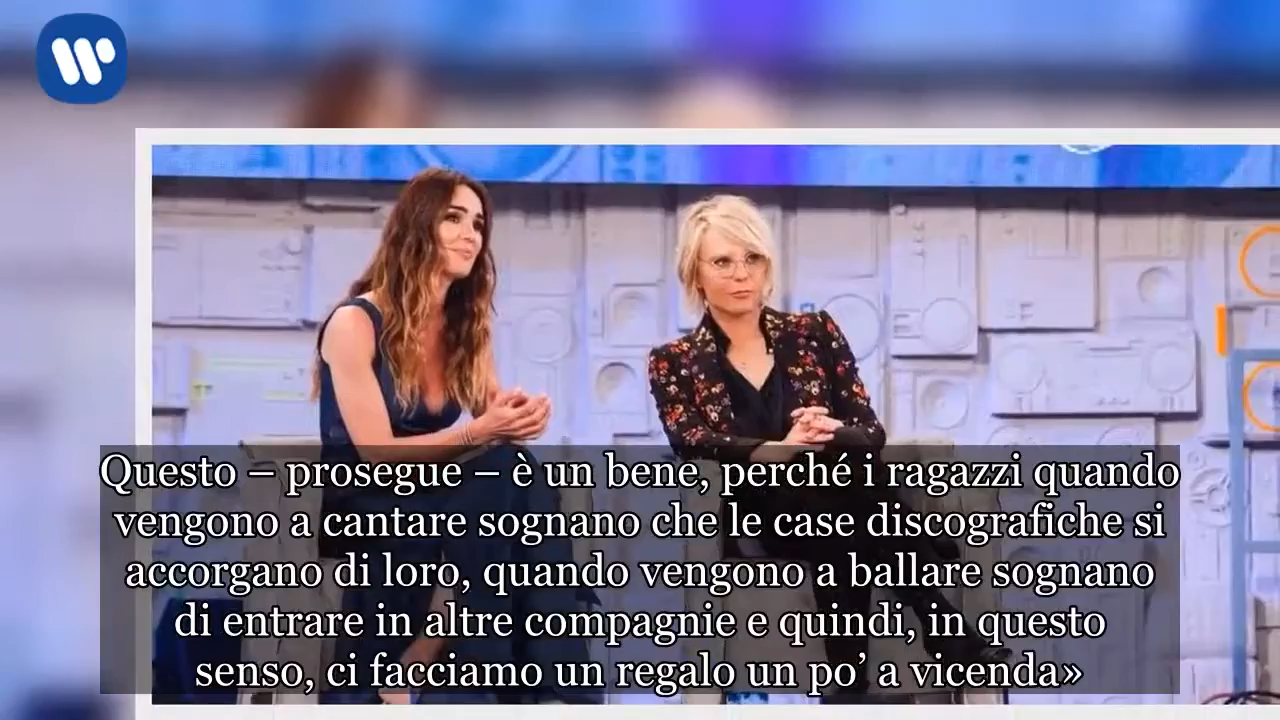 Questo – prosegue – è un bene, perché i ragazzi quando
vengono a cantare sognano che le case discografiche si
accorgano di loro, quando vengono a ballare sognano
di entrare in altre compagnie e quindi, in questo
senso, ci facciamo un regalo un po’ a vicenda»